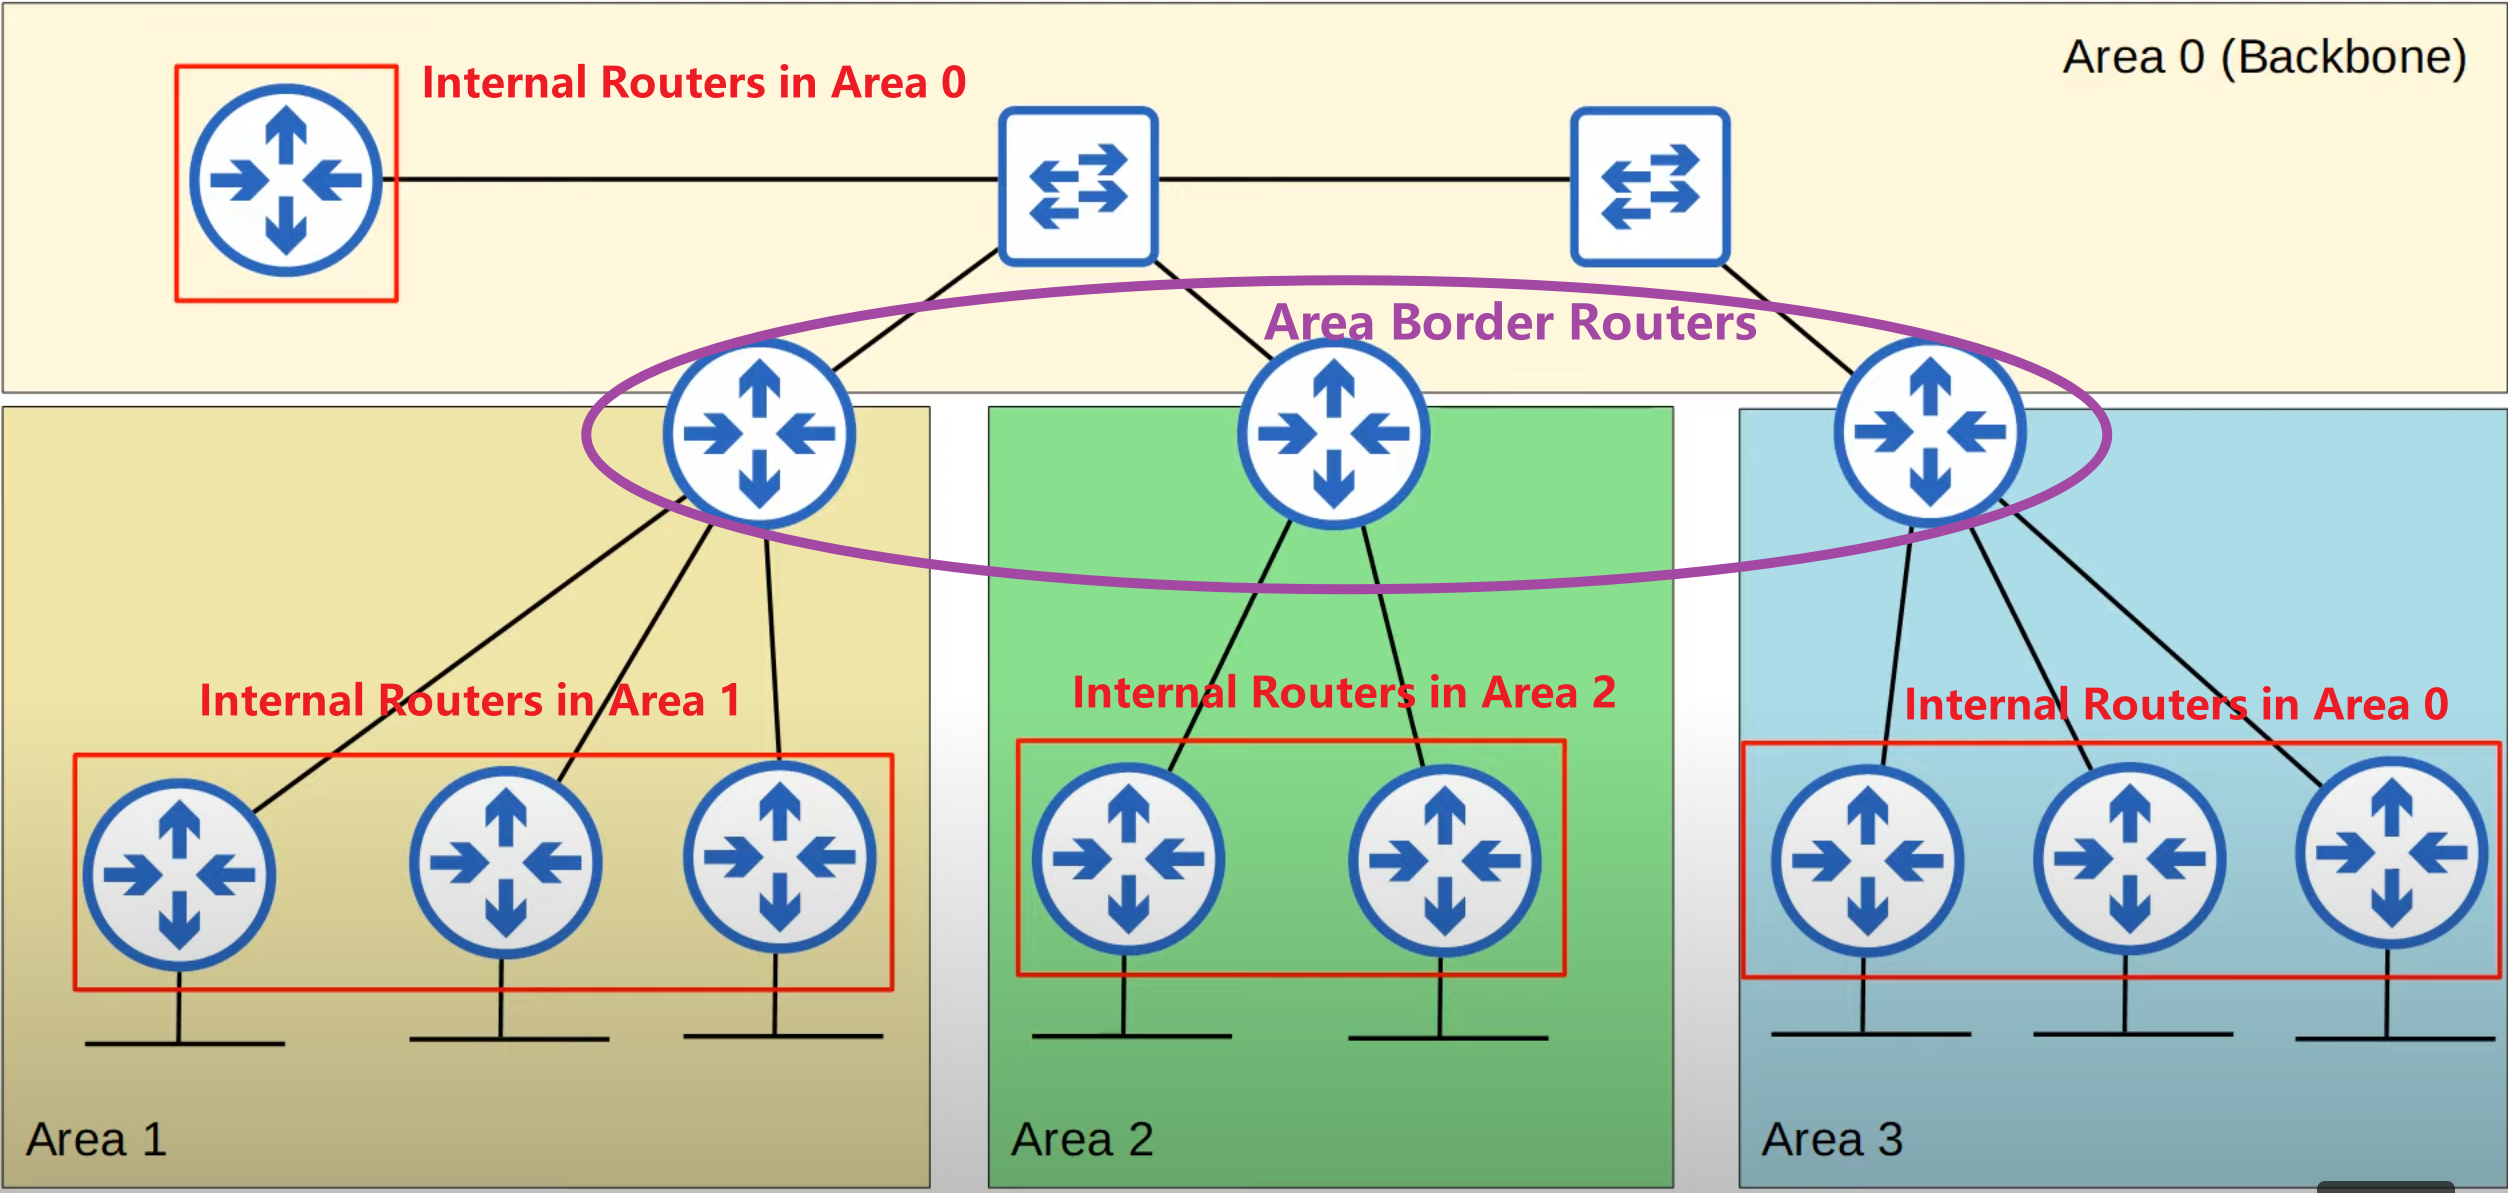 Area 0 (Backbone)
Internal Routers in Area 0
Area Border Routers
Internal Routers in Area 1
Internal Routers in Area 2
Internal Routers in Area 0
Area 1
Area 2
Area 3